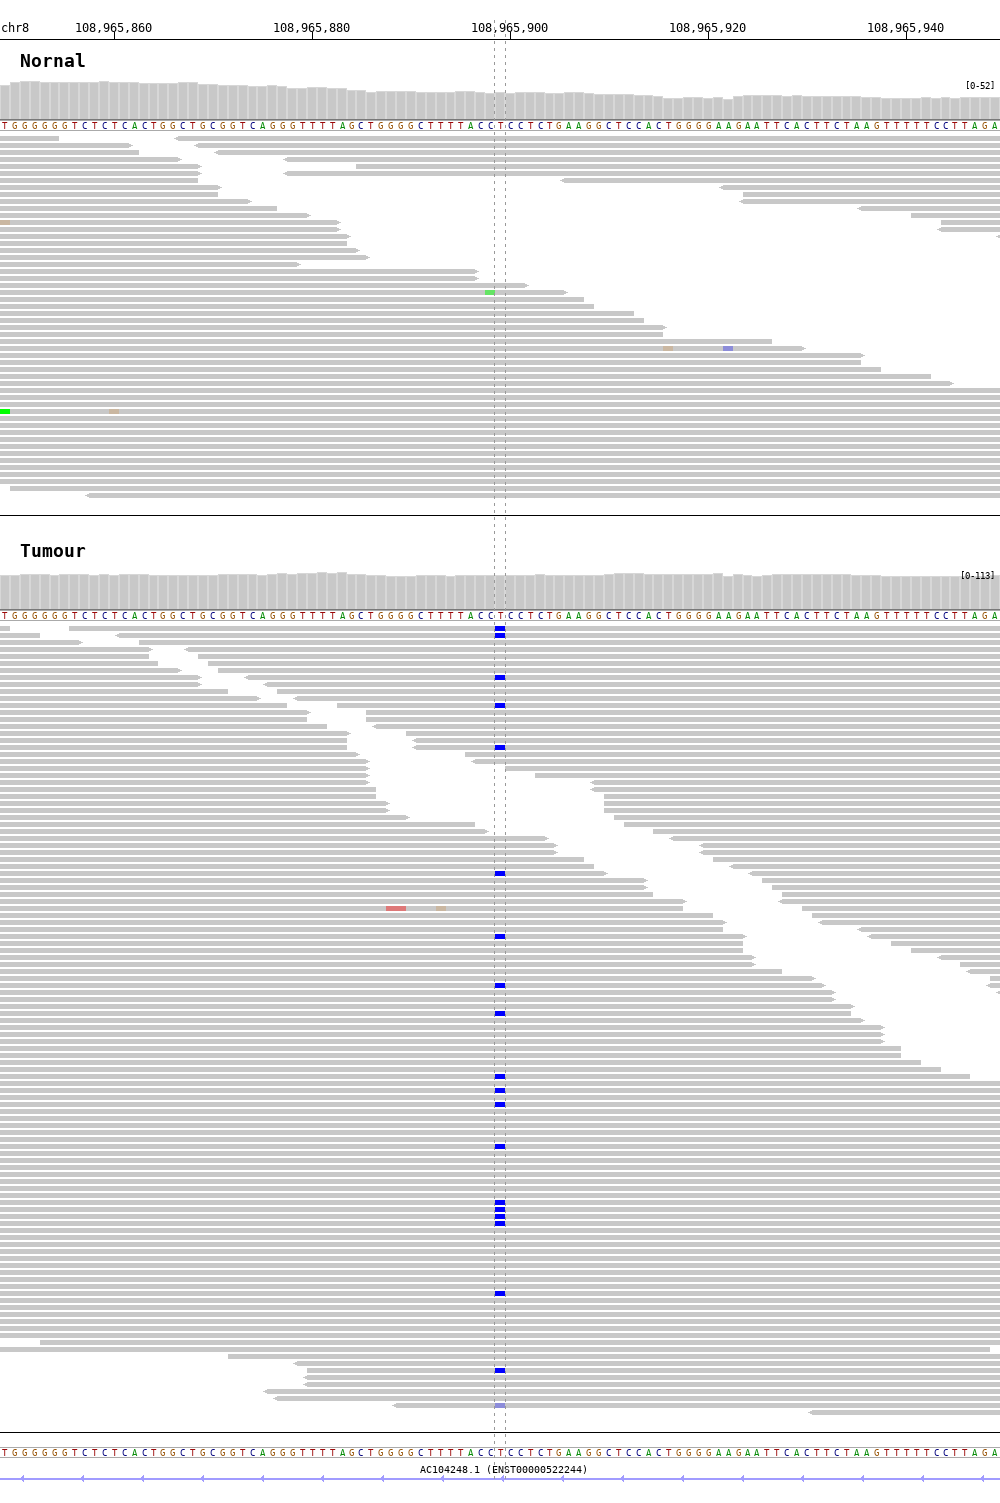 chr8 108,965,860 108,965,880 108,965,900 108,965,920 108,965,940
Nornal
[0-52]
TGGGGGGTCTCTCACTGGCTGCGGTCAGGGTTTTAGCTGGGGCTTTTACCTCCTCTGAAGGCTCCACTGGGGAAGAATTCACTTCTAAGTTTTTCCTTAGA
Tumour
[0-113]
TGGGGGGTCTCTCACTGGCTGCGGTCAGGGTTTTAGCTGGGGCTTTTACCTCCTCTGAAGGCTCCACTGGGGAAGAATTCACTTCTAAGTTTTTCCTTAGA
TGGGGGGTCTCTCACTGGCTGCGGTCAGGGTTTTAGCTGGGGCTTTTACCTCCTCTGAAGGCTCCACTGGGGAAGAATTCACTTCTAAGTTTTTCCTTAGA
AC104248.1 (ENST00000522244)